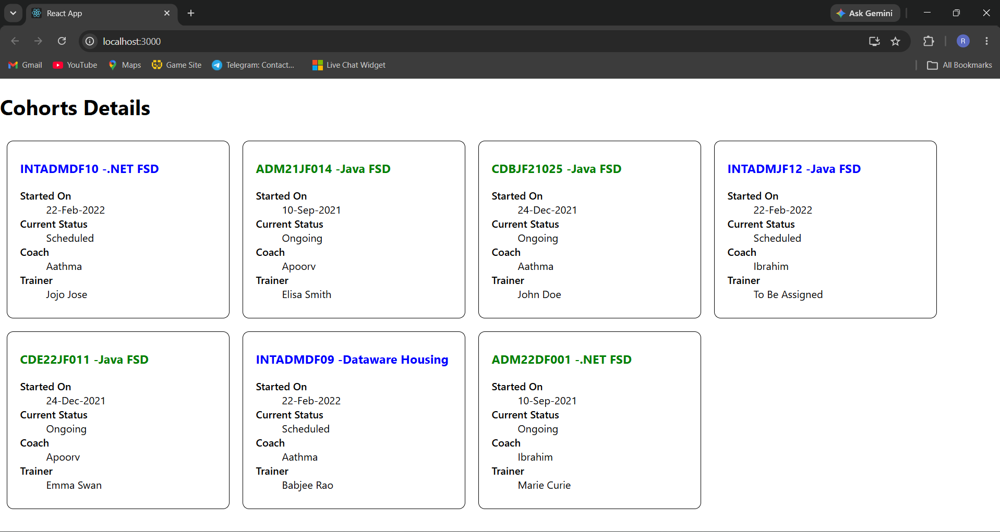 React App
Ask Gemini
localhost:3000
R
Gmail
YouTube
Maps
Game Site
Telegram: Contact...
Live Chat Widget
All Bookmarks
Cohorts Details
INTADMDF10 -.NET FSD
Started On
22-Feb-2022
Current Status
Scheduled
Coach
Aathma
Trainer
Jojo Jose
ADM21JF014 -Java FSD
Started On
10-Sep-2021
Current Status
Ongoing
Coach
Apoorv
Trainer
Elisa Smith
CDBJF21025 -Java FSD
Started On
24-Dec-2021
Current Status
Ongoing
Coach
Aathma
Trainer
John Doe
INTADMJF12 -Java FSD
Started On
22-Feb-2022
Current Status
Scheduled
Coach
Ibrahim
Trainer
To Be Assigned
CDE22JF011 -Java FSD
Started On
24-Dec-2021
Current Status
Ongoing
Coach
Apoorv
Trainer
Emma Swan
INTADMDF09 -Dataware Housing
Started On
22-Feb-2022
Current Status
Scheduled
Coach
Aathma
Trainer
Babjee Rao
ADM22DF001 -.NET FSD
Started On
10-Sep-2021
Current Status
Ongoing
Coach
Ibrahim
Trainer
Marie Curie